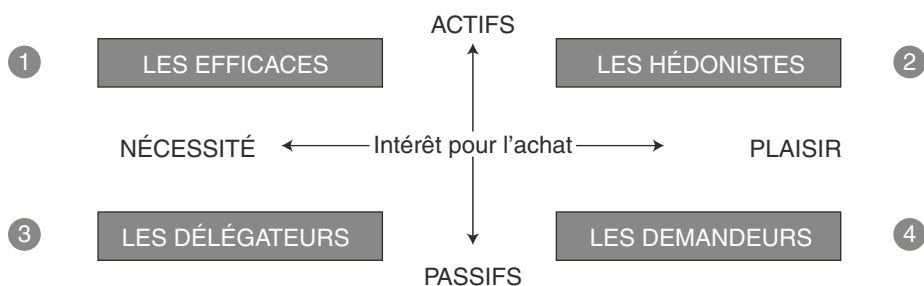 ACTIFS
1 LES EFFICACES LES HÉDONISTES 2
NÉCESSITÉ Intérêt pour l'achat PLAISIR
3 LES DÉLÉGATEURS LES DEMANDEURS 4
PASSIFS